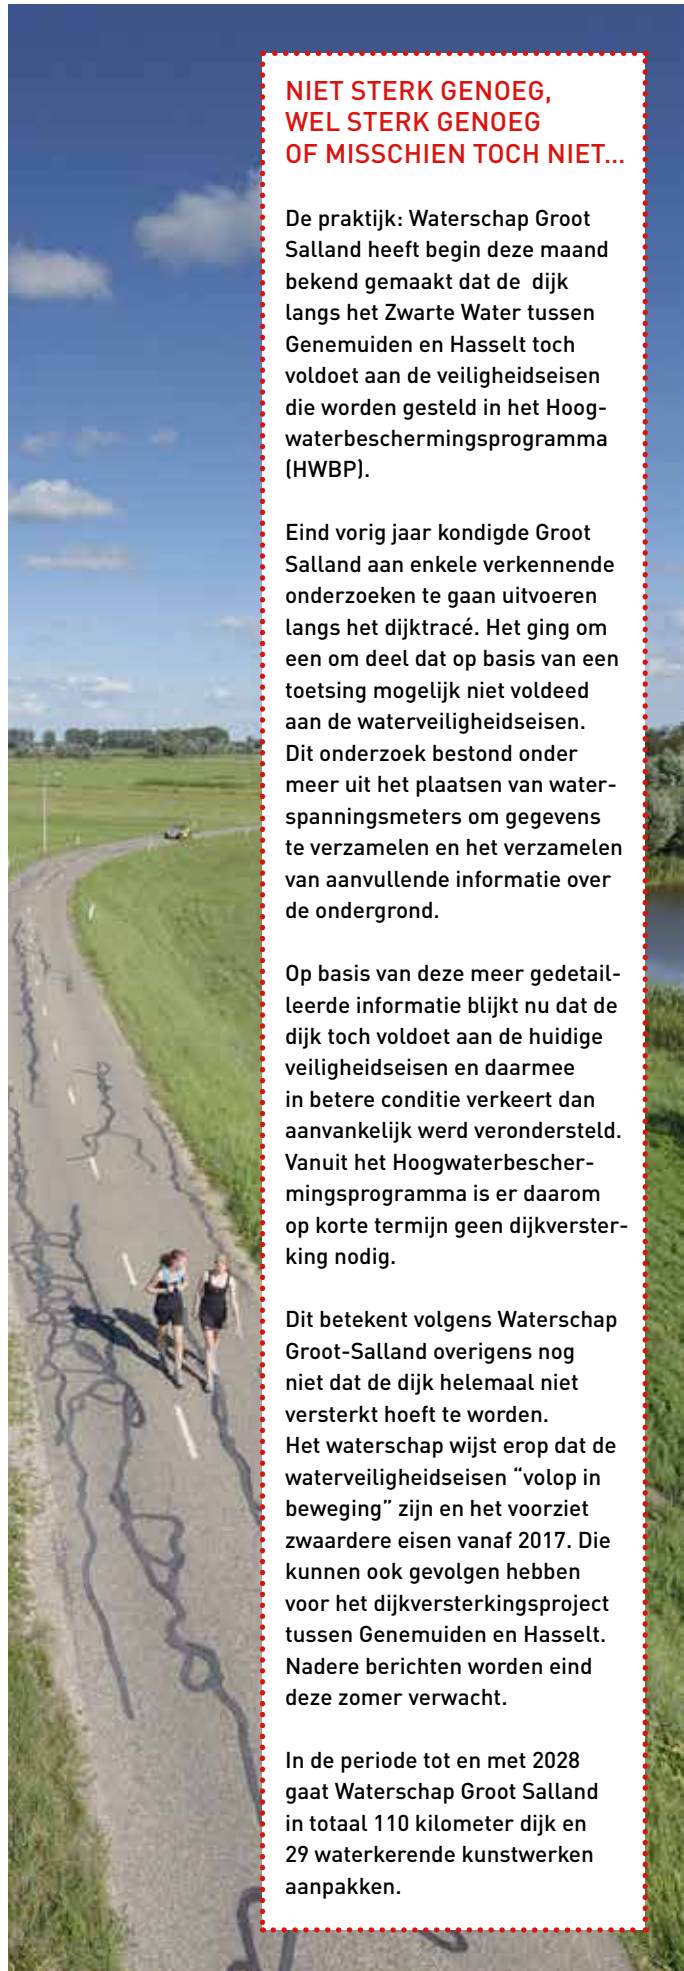 NIET STERK GENOEG,
WEL STERK GENOEG
OF MISSCHIEN TOCH NIET...
De praktijk: Waterschap Groot
Salland heeft begin deze maand
bekend gemaakt dat de dijk
langs het Zwarte Water tussen
Genemuiden en Hasselt toch
voldoet aan de veiligheidseisen
die worden gesteld in het Hoog-
waterbeschermingsprogramma
(HWBP).
Eind vorig jaar kondigde Groot
Salland aan enkele verkennende
onderzoeken te gaan uitvoeren
langs het dijktracé. Het ging om
een om deel dat op basis van een
toetsing mogelijk niet voldeed
aan de waterveiligheidseisen.
Dit onderzoek bestond onder
meer uit het plaatsen van water-
spanningsmeters om gegevens
te verzamelen en het verzamelen
van aanvullende informatie over
de ondergrond.
Op basis van deze meer gedetail-
leerde informatie blijkt nu dat de
dijk toch voldoet aan de huidige
veiligheidseisen en daarmee
in betere conditie verkeert dan
aanvankelijk werd verondersteld.
Vanuit het Hoogwaterbescher-
mingsprogramma is er daarom
op korte termijn geen dijkverster-
king nodig.
Dit betekent volgens Waterschap
Groot-Salland overigens nog
niet dat de dijk helemaal niet
versterkt hoeft te worden.
Het waterschap wijst erop dat de
waterveiligheidseisen “volop in
beweging” zijn en het voorziet
zwaardere eisen vanaf 2017. Die
kunnen ook gevolgen hebben
voor het dijkversterkingsproject
tussen Genemuiden en Hasselt.
Nadere berichten worden eind
deze zomer verwacht.
In de periode tot en met 2028
gaat Waterschap Groot Salland
in totaal 110 kilometer dijk en
29 waterkerende kunstwerken
aanpakken.